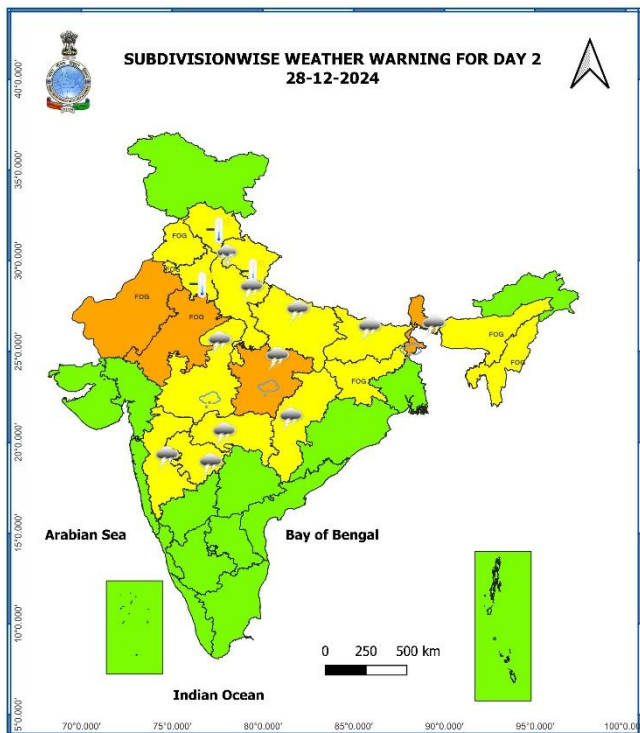 SUBDIVISIONWISE WEATHER WARNING FOR DAY 2
28-12-2024
40°0.000'
35°0.000'
30°0.000'
25°0.000'
20°0.000'
15°0.000'
10°0.000'
5°0.000'
FOG
FOG
FOG
FOG
FOG
FOG
FOG
Arabian Sea
Bay of Bengal
0 250 500 km
Indian Ocean
70°0.000' 75°0.000' 80°0.000' 85°0.000' 90°0.000' 95°0.000' 100°0.000'